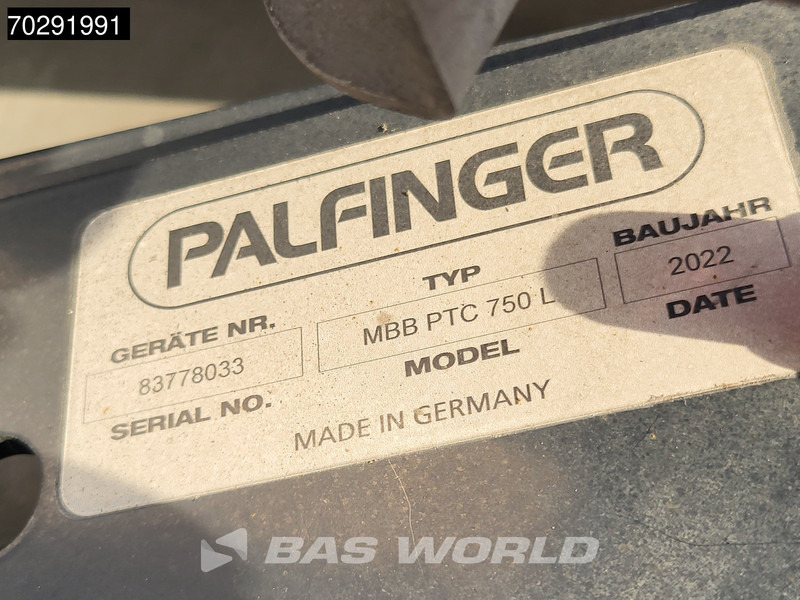 70291991
PALFINGER
GERÄTE NR. TYP BAUJAHR
83778033 MBB PTC 750 L 2022
SERIAL NO. MODEL DATE
MADE IN GERMANY
BAS WORLD